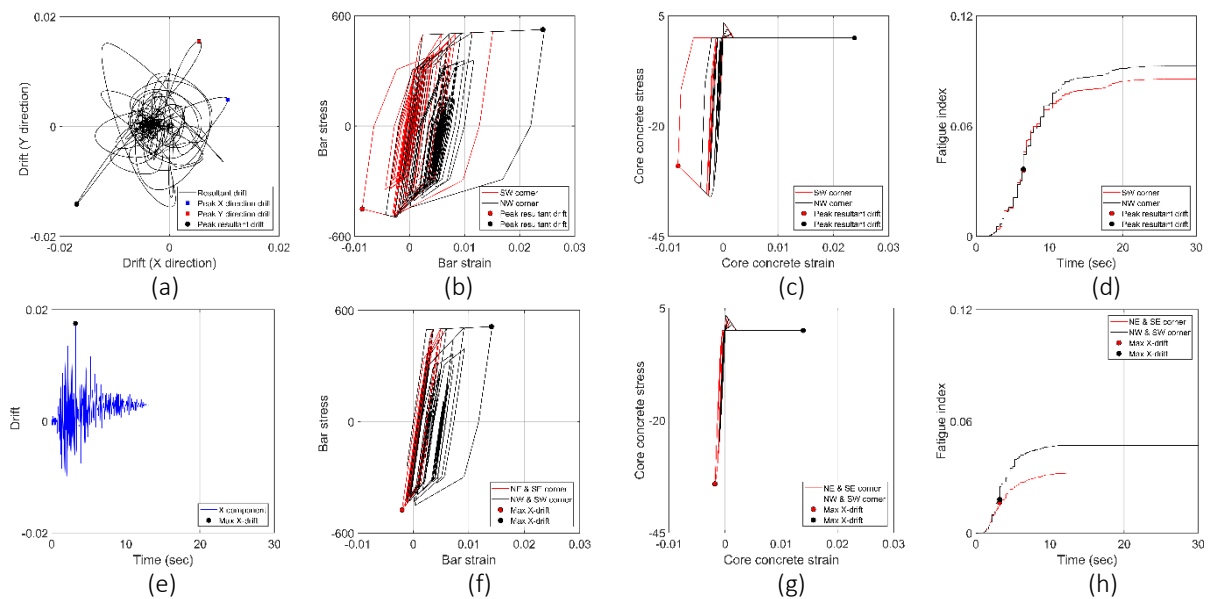 0.02
0
-0.02
-0.02
0
0.02
Drift (Y direction)
Drift (X direction)
Resultant drift
Peak X direction drift
Peak Y direction drift
Peak resultant drift
(a)
600
300
0
-300
-600
-0.01
0
0.01
0.02
0.03
Bar stress
Bar strain
SW corner
NW corner
Peak resultant drift
Peak resutant drift
(b)
5
-20
-45
-0.01
0
0.01
0.02
0.03
Core concrete stress
Core concrete strain
SW corner
NW corner
Peak resultant drift
Peak resultant drift
(c)
0.12
0.06
0
0
10
20
30
Fatigue index
Time (sec)
SW corner
NW corner
Peak resultant drift
Peak resultant drift
(d)
0.02
0
-0.02
0
10
20
30
Drift
Time (sec)
X component
Max X-drift
(e)
600
300
0
-300
-600
-0.01
0
0.01
0.02
0.03
Bar stress
Bar strain
NE & SE corner
NW & SW corner
Max X-drift
Max X-drift
(f)
5
-20
-45
-0.01
0
0.01
0.02
0.03
Core concrete stress
Core concrete strain
NE & SE corner
NW & SW corner
Max X-drift
Max X-drift
(g)
0.12
0.06
0
0
10
20
30
Fatigue index
Time (sec)
NE & SE corner
NW & SW corner
Max X-drift
Max X-drift
(h)